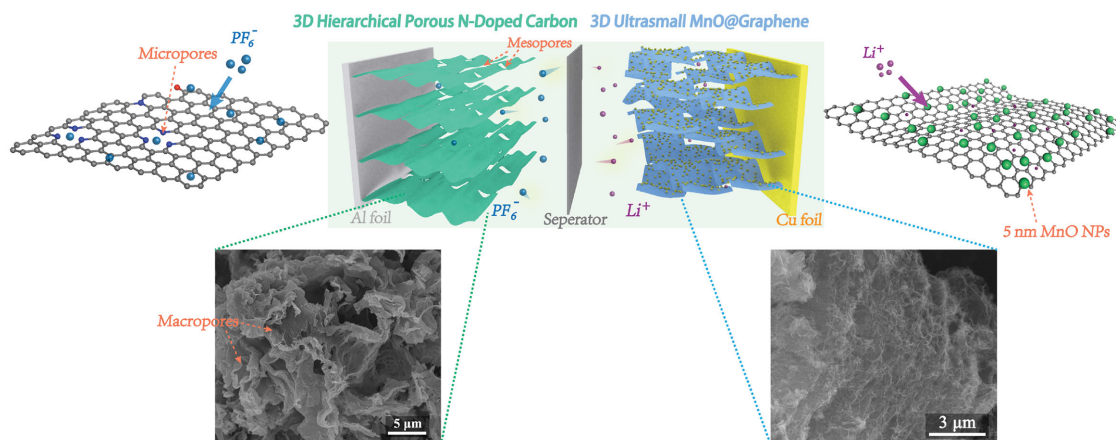 3D Hierarchical Porous N-Doped Carbon
3D Ultrasmall MnO@Graphene
PF6-
Micropores
Mesopores
Li+
Al foil
PF6-
Seperator
Li+
Cu foil
5 nm MnO NPs
Macropores
5 μm
3 μm